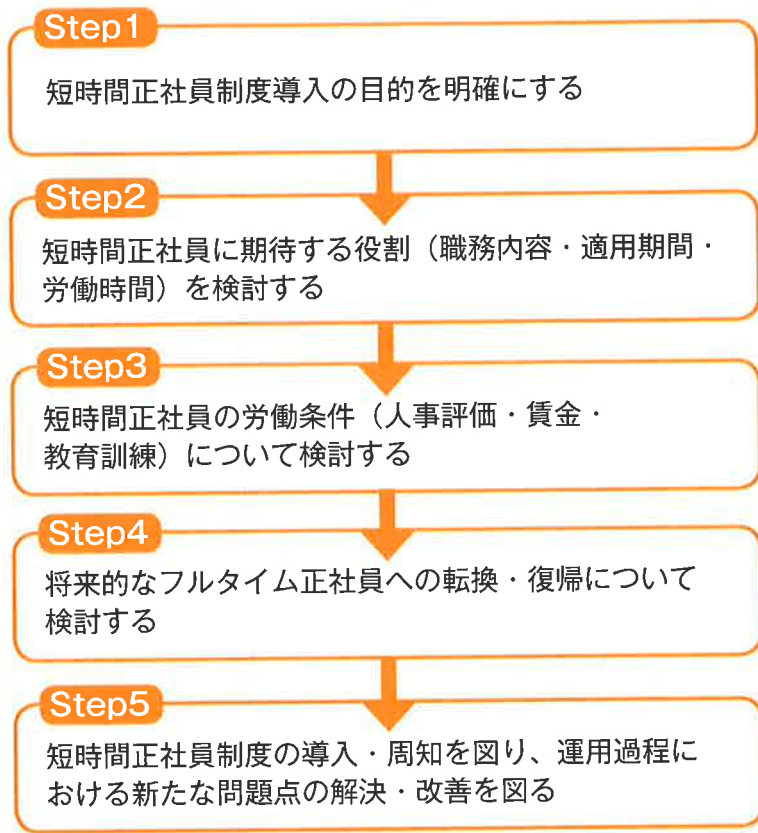 Step1
短時間正社員制度導入の目的を明確にする
Step2
短時間正社員に期待する役割（職務内容・適用期間・
労働時間）を検討する
Step3
短時間正社員の労働条件（人事評価・賃金・
教育訓練）について検討する
Step4
将来的なフルタイム正社員への転換・復帰について
検討する
Step5
短時間正社員制度の導入・周知を図り、運用過程に
おける新たな問題点の解決・改善を図る